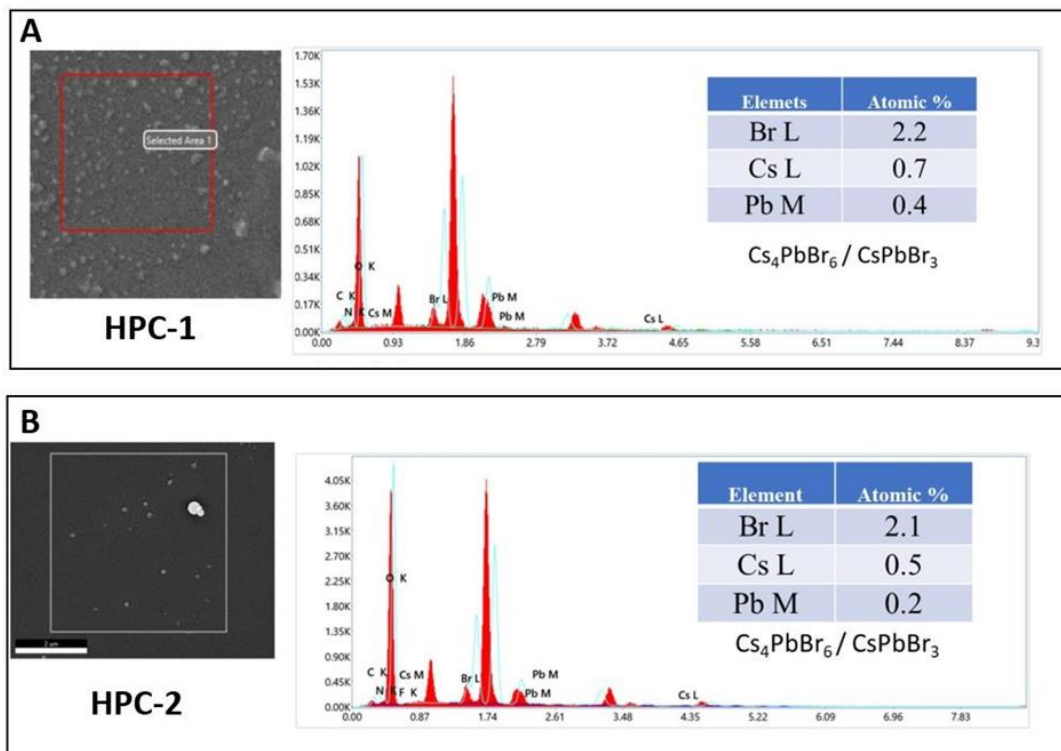 A
Selected Area 1
HPC-1
1.70K
1.53K
1.36K
1.19K
1.02K
0.85K
0.68K
0.51K
0.34K
0.17K
0.00K
0.00 0.93 1.86 2.79 3.72 4.65 5.58 6.51 7.44 8.37 9.3
O K
C K
N K Cs M
Br L
Pb M
Pb M
Cs L
Elemets Atomic %
Br L 2.2
Cs L 0.7
Pb M 0.4
Cs₄PbBr₆ / CsPbBr₃
B
2 um
HPC-2
4.05K
3.60K
3.15K
2.70K
2.25K
1.80K
1.35K
0.90K
0.45K
0.00K
0.00 0.87 1.74 2.61 3.48 4.35 5.22 6.09 6.96 7.83
O K
C K Cs M
N K F K
Br L
Pb M
Pb M
Cs L
Element Atomic %
Br L 2.1
Cs L 0.5
Pb M 0.2
Cs₄PbBr₆ / CsPbBr₃